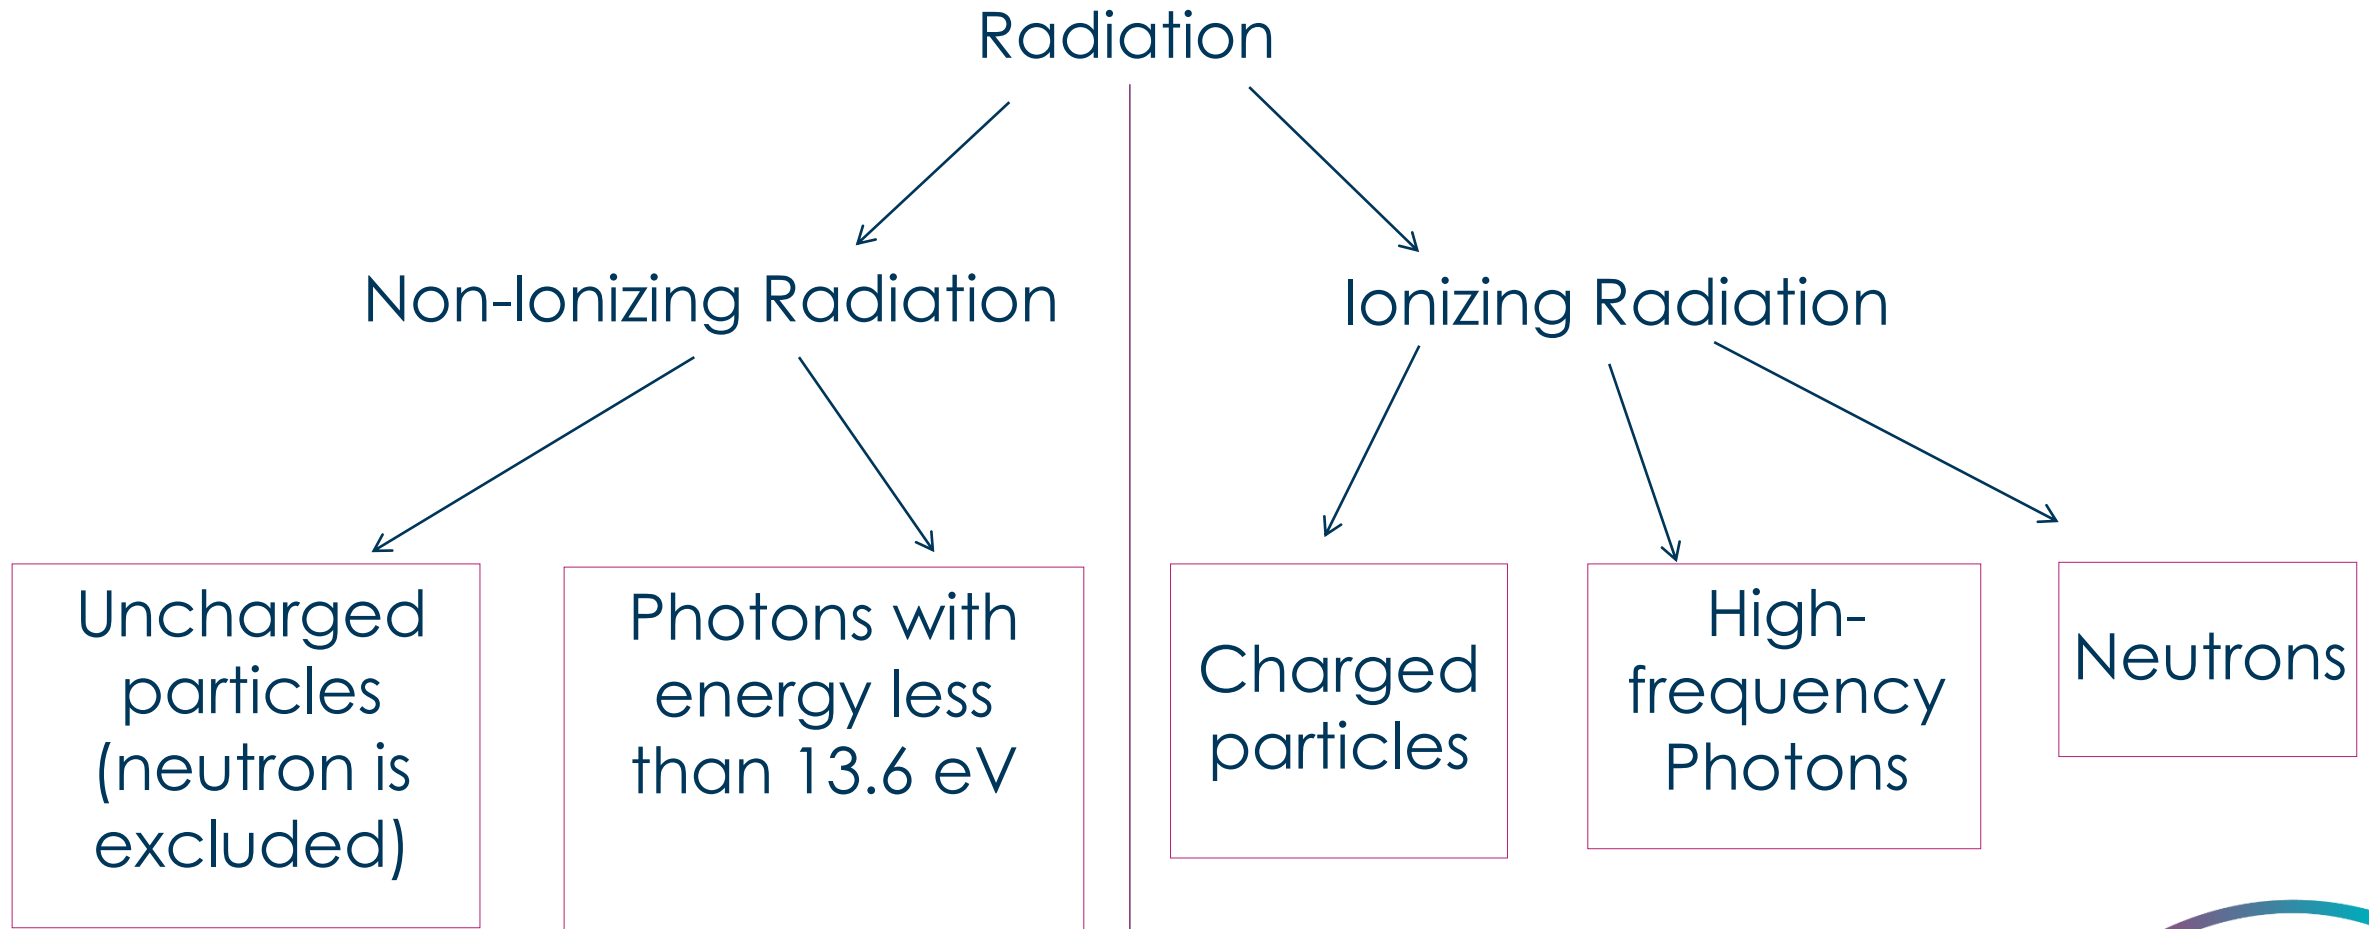 Radiation
Non-Ionizing Radiation
Ionizing Radiation
Uncharged
particles
(neutron is
excluded)
Photons with
energy less
than 13.6 eV
Charged
particles
High-
frequency
Photons
Neutrons